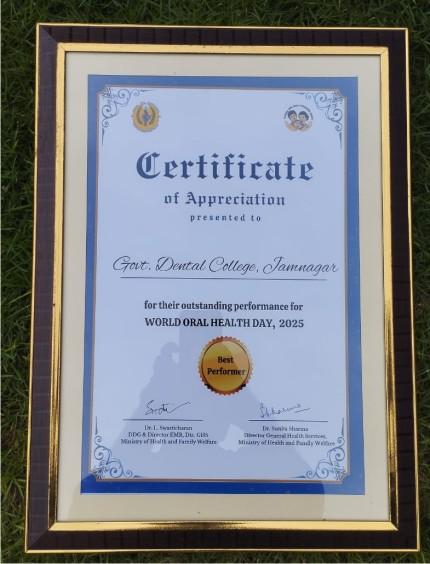 Certificate
of Appreciation
presented to
Govt. Dental College, Jamnagar
for their outstanding performance for
WORLD ORAL HEALTH DAY, 2025
Best
Performer
Dr. L. Swasticharan
DDG & Director EMR, Dte. GHS
Ministry of Health and Family Welfare
Dr. Sunita Sharma
Director General Health Services,
Ministry of Health and Family Welfare